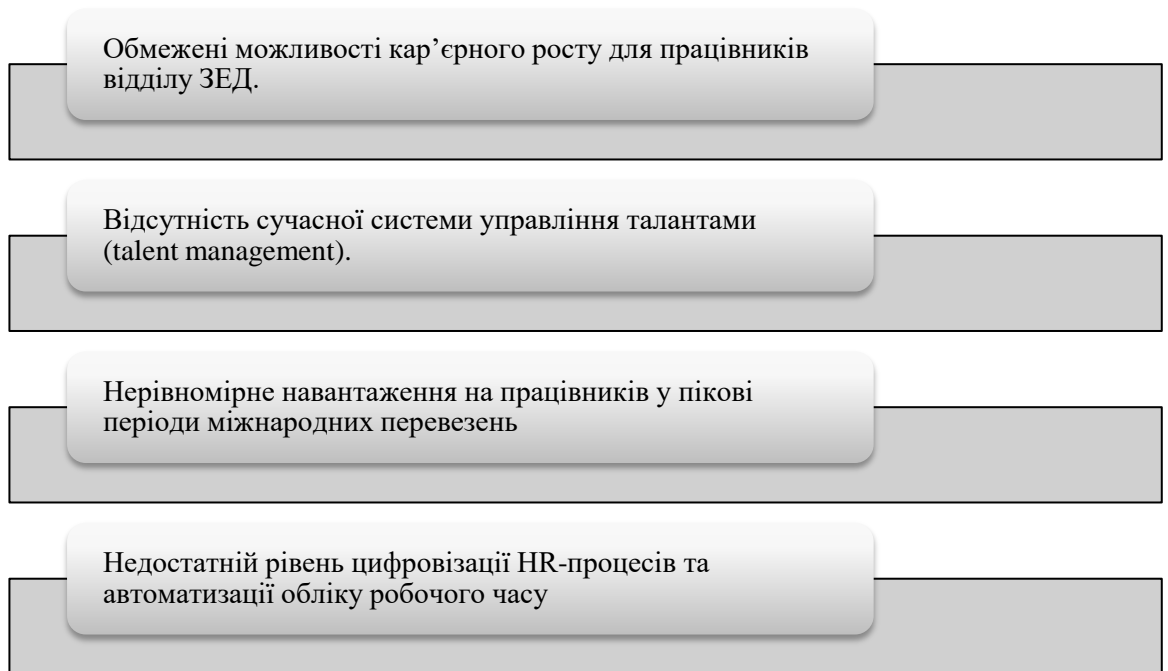 Обмежені можливості кар’єрного росту для працівників
відділу ЗЕД.
Відсутність сучасної системи управління талантами
(talent management).
Нерівномірне навантаження на працівників у пікові
періоди міжнародних перевезень
Недостатній рівень цифровізації HR-процесів та
автоматизації обліку робочого часу